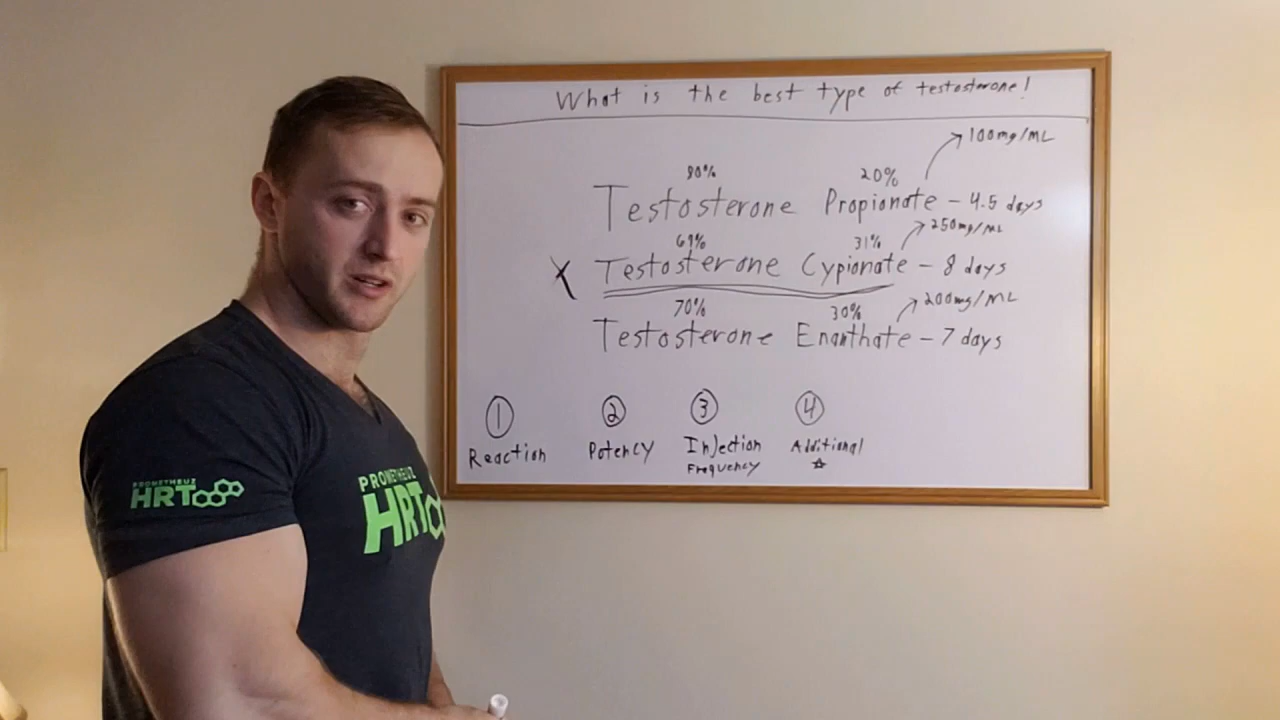 What is the best type of testosterone!
100mg/mL
80% 20%
Testosterone Propionate - 4.5 days
250mg/mL
69% 31%
X Testosterone Cypionate - 8 days
200mg/mL
70% 30%
Testosterone Enanthate - 7 days
① ② ③ ④
Reaction Potency Injection Additional
Frequency ☆
PROMETHEUZ
HRT
PROMETHEUZ
HRT